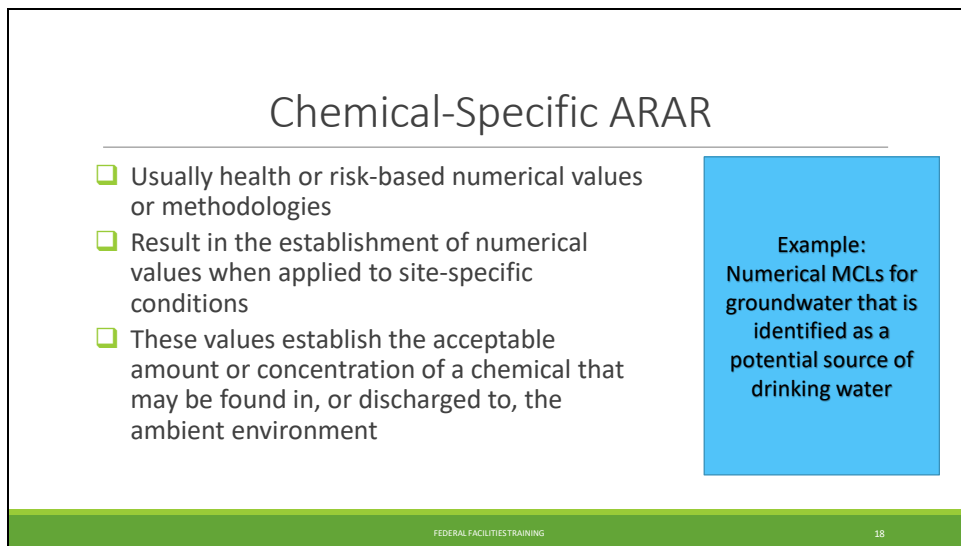 Chemical-Specific ARAR
Usually health or risk-based numerical values
or methodologies
Result in the establishment of numerical
values when applied to site-specific
conditions
These values establish the acceptable
amount or concentration of a chemical that
may be found in, or discharged to, the
ambient environment
Example:
Numerical MCLs for
groundwater that is
identified as a
potential source of
drinking water
FEDERAL FACILITIES TRAINING
18